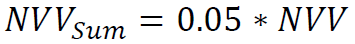 NVV_Sum = 0.05 * NVV